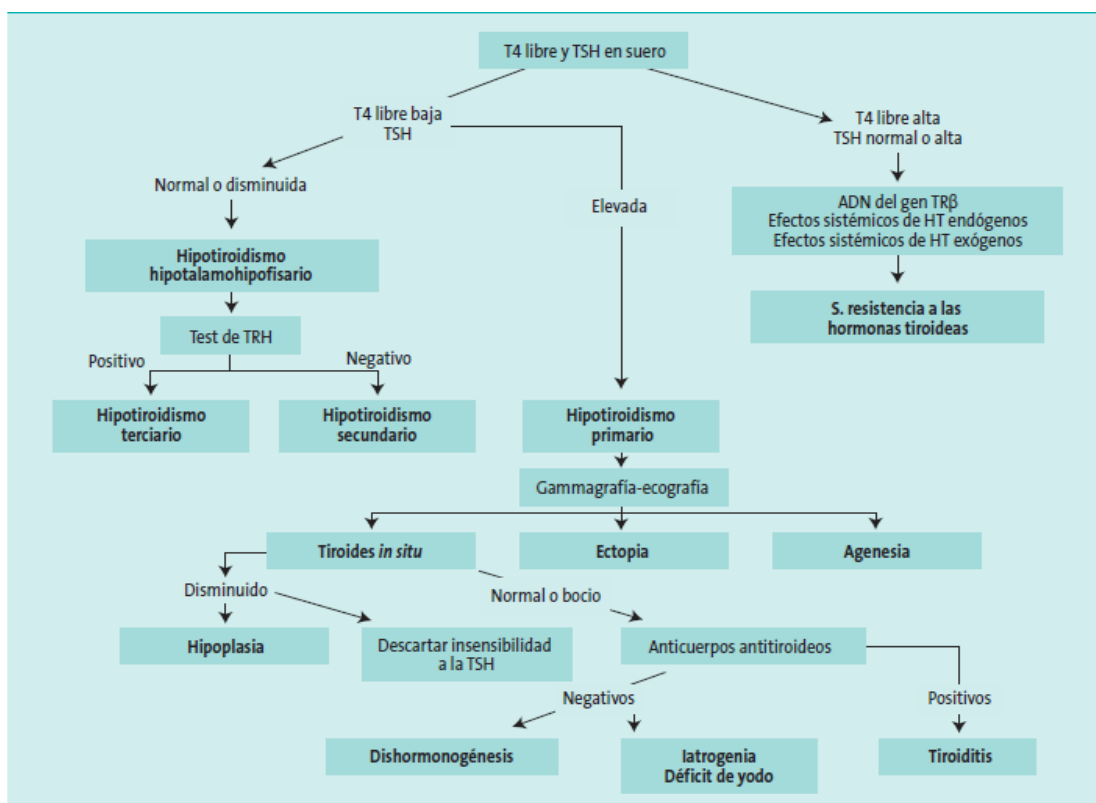 T4 libre y TSH en suero
T4 libre baja
TSH
T4 libre alta
TSH normal o alta
Normal o disminuida
Elevada
ADN del gen TRβ
Efectos sistémicos de HT endógenos
Efectos sistémicos de HT exógenos
Hipotiroidismo
hipotalamohipofisario
S. resistencia a las
hormonas tiroideas
Test de TRH
Positivo
Negativo
Hipotiroidismo
terciario
Hipotiroidismo
secundario
Hipotiroidismo
primario
Gammagrafía-ecografía
Tiroides in situ
Ectopia
Agenesia
Disminuido
Normal o bocio
Hipoplasia
Descartar insensibilidad
a la TSH
Anticuerpos antitiroideos
Negativos
Positivos
Dishormonogénesis
Iatrogenia
Déficit de yodo
Tiroiditis